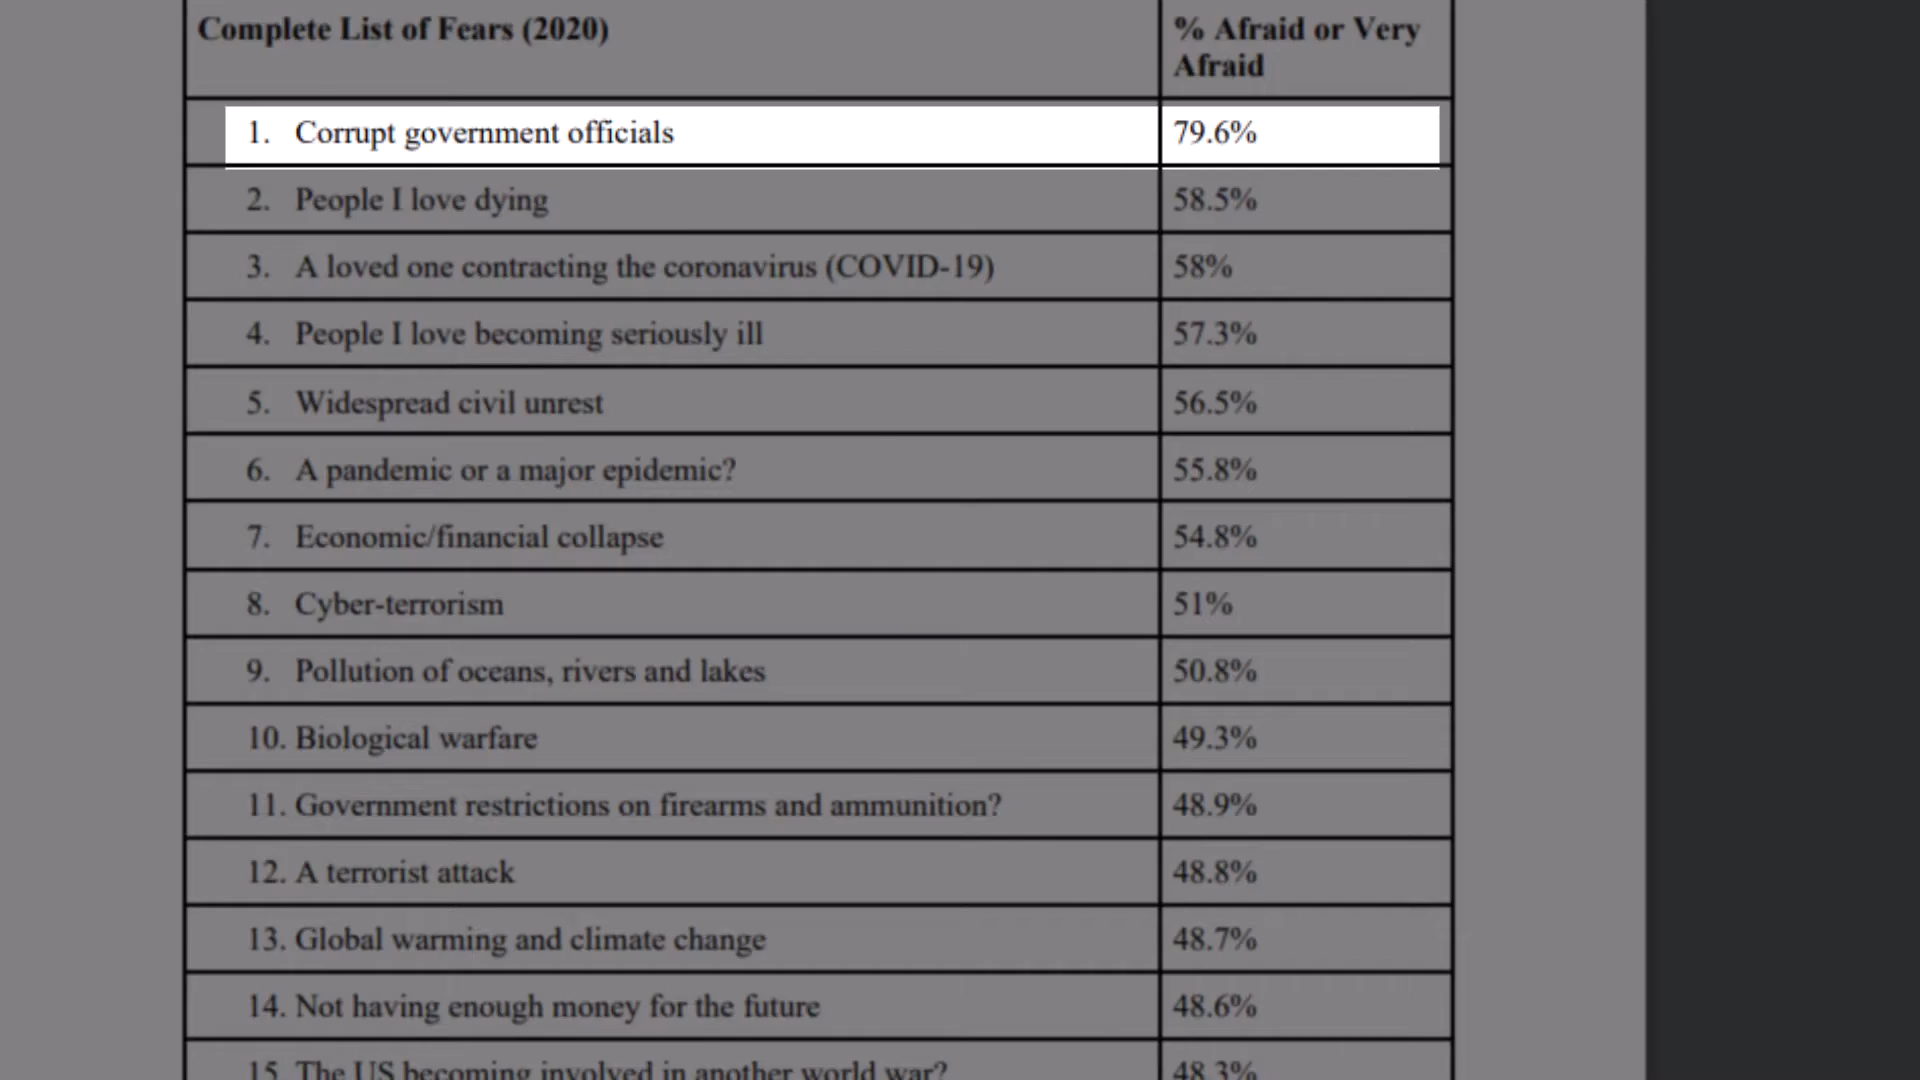 Complete List of Fears (2020)
% Afraid or Very
Afraid
1. Corrupt government officials 79.6%
2. People I love dying 58.5%
3. A loved one contracting the coronavirus (COVID-19) 58%
4. People I love becoming seriously ill 57.3%
5. Widespread civil unrest 56.5%
6. A pandemic or a major epidemic? 55.8%
7. Economic/financial collapse 54.8%
8. Cyber-terrorism 51%
9. Pollution of oceans, rivers and lakes 50.8%
10. Biological warfare 49.3%
11. Government restrictions on firearms and ammunition? 48.9%
12. A terrorist attack 48.8%
13. Global warming and climate change 48.7%
14. Not having enough money for the future 48.6%
15. The US becoming involved in another world war? 48.3%